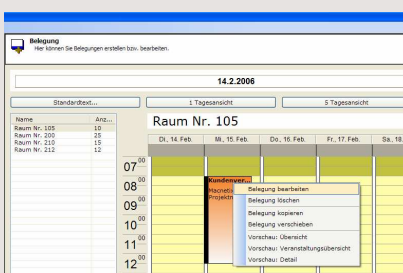 Belegung
Hier können Sie Belegungen erstellen bzw. bearbeiten.
14.2.2006
Standardtext...
1 Tagesansicht
5 Tagesansicht
Name Anz...
Raum Nr. 105 10
Raum Nr. 200 25
Raum Nr. 210 15
Raum Nr. 212 12
Raum Nr. 105
Di., 14. Feb. Mi., 15. Feb. Do., 16. Feb. Fr., 17. Feb. Sa., 18.
07 00
08 00
09 00
10 00
11 00
12 00
Kundenver...
Projektn
Belegung bearbeiten
Belegung löschen
Belegung kopieren
Belegung verschieben
Vorschau: Übersicht
Vorschau: Veranstaltungsübersicht
Vorschau: Detail